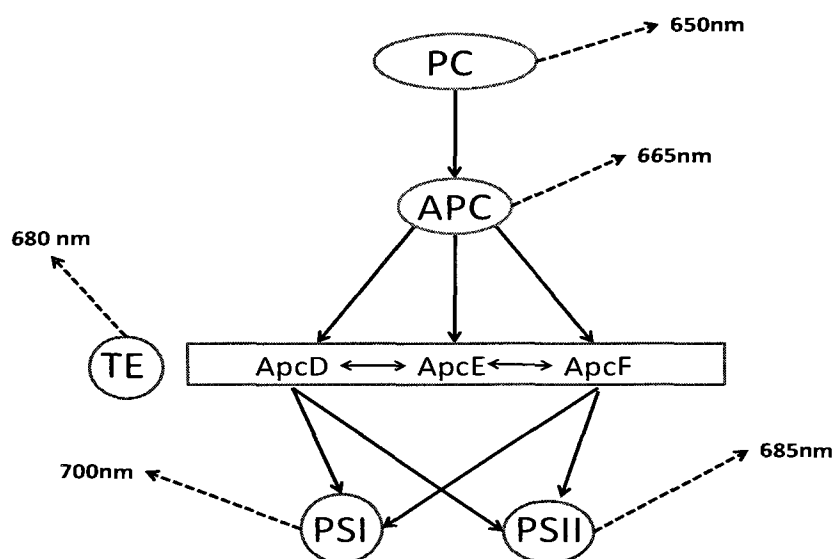 PC
650nm
APC
665nm
680 nm
TE
ApcD
ApcE
ApcF
700nm
685nm
PSI
PSII